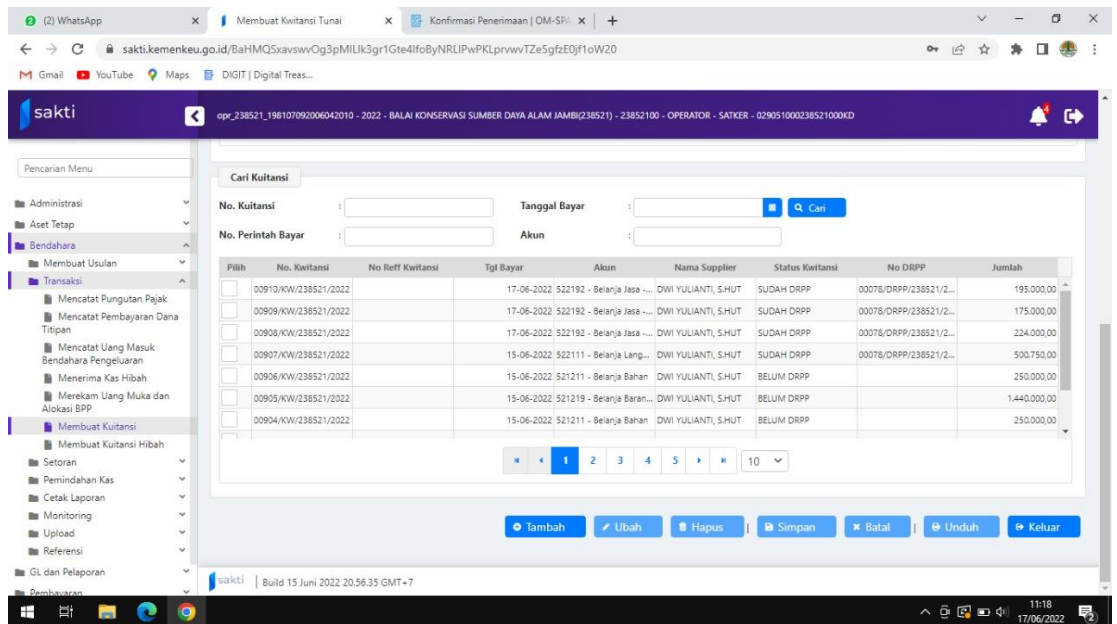 (2) WhatsApp
Membuat Kwitansi Tunai
Konfirmasi Penerimaan | OM-SPA
sakti.kemenkeu.go.id/
Gmail YouTube Maps DIGIT | Digital Treas...
sakti
opr_238521_198107092006042010 - 2022 - BALAI KONSERVASI SUMBER DAYA ALAM JAMBI(238521) - 23852100 - OPERATOR - SATKER - 029051000238521000KD
4
Pencarian Menu
Administrasi
Aset Tetap
Bendahara
Membuat Usulan
Transaksi
Mencatat Pungutan Pajak
Mencatat Pembayaran Dana
Titipan
Mencatat Uang Masuk
Bendahara Pengeluaran
Menerima Kas Hibah
Merekam Uang Muka dan
Alokasi BPP
Membuat Kuitansi
Membuat Kuitansi Hibah
Setoran
Pemindahan Kas
Cetak Laporan
Monitoring
Upload
Referensi
GL dan Pelaporan
Pembayaran
Cari Kuitansi
No. Kuitansi : Tanggal Bayar : Cari
No. Perintah Bayar : Akun :
Pilih No. Kwitansi No Reff Kwitansi Tgl Bayar Akun Nama Supplier Status Kwitansi No DRPP Jumlah
00910/KW/238521/2022 17-06-2022 522192 - Belanja Jasa -... DWI YULIANTI, S.HUT SUDAH DRPP 00078/DRPP/238521/2... 195.000,00
00909/KW/238521/2022 17-06-2022 522192 - Belanja Jasa -... DWI YULIANTI, S.HUT SUDAH DRPP 00078/DRPP/238521/2... 175.000,00
00908/KW/238521/2022 17-06-2022 522192 - Belanja Jasa -... DWI YULIANTI, S.HUT SUDAH DRPP 00078/DRPP/238521/2... 224.000,00
00907/KW/238521/2022 15-06-2022 522111 - Belanja Lang... DWI YULIANTI, S.HUT SUDAH DRPP 00078/DRPP/238521/2... 500.750,00
00906/KW/238521/2022 15-06-2022 521211 - Belanja Bahan DWI YULIANTI, S.HUT BELUM DRPP 250.000,00
00905/KW/238521/2022 15-06-2022 521219 - Belanja Baran... DWI YULIANTI, S.HUT BELUM DRPP 1.440.000,00
00904/KW/238521/2022 15-06-2022 521211 - Belanja Bahan DWI YULIANTI, S.HUT BELUM DRPP 250.000,00
1 2 3 4 5 10
Tambah Ubah Hapus | Simpan Batal | Unduh Keluar
sakti | Build 15 Juni 2022 20.56.35 GMT+7
11:18
17/06/2022
2